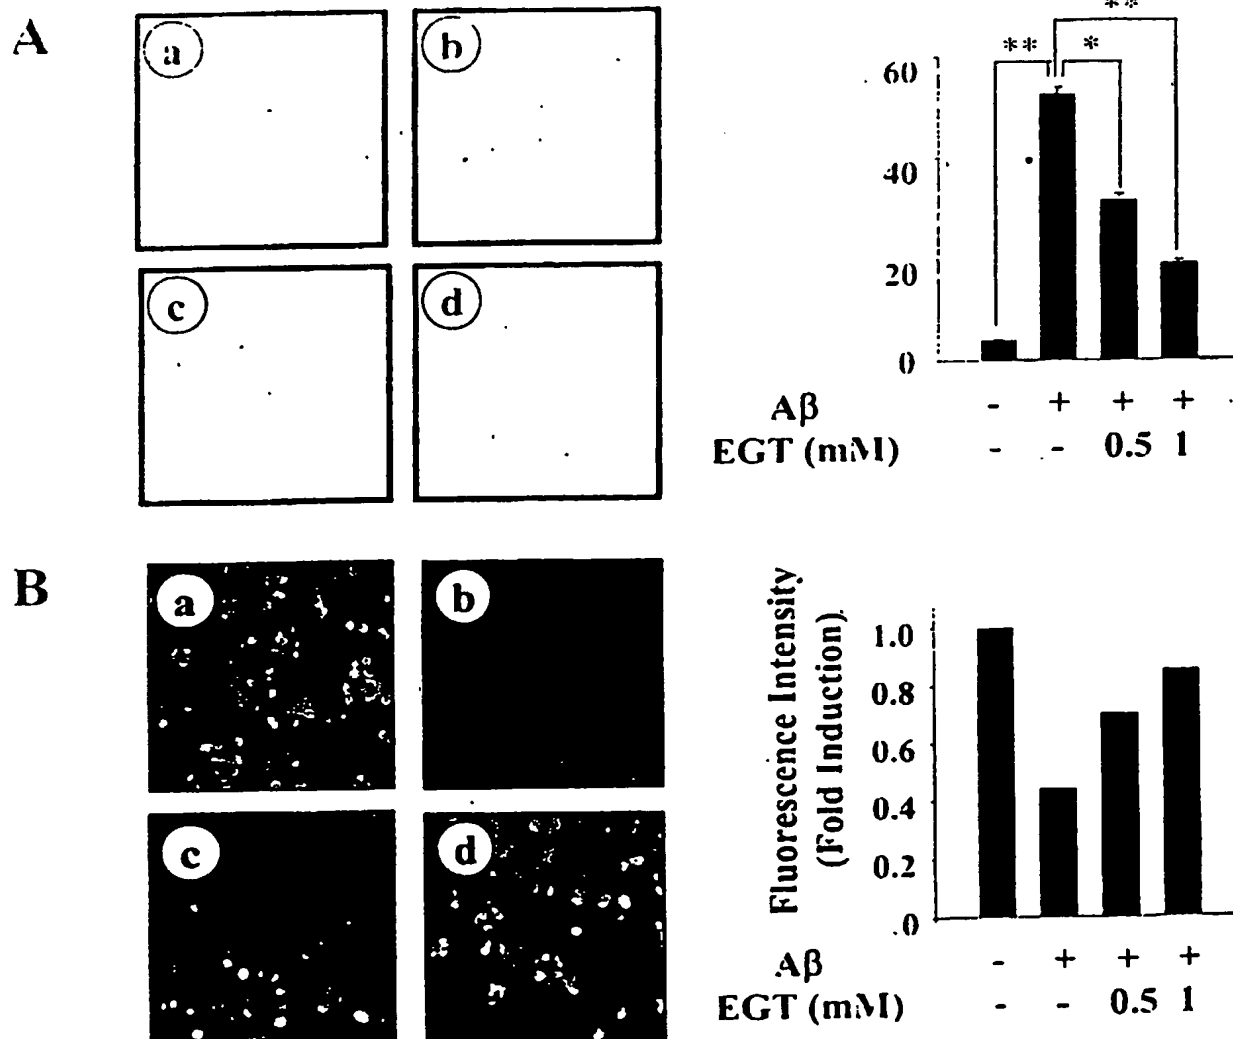 A
a
b
c
d
** * **
60
40
20
0
Aβ - + + +
EGT (mM) - - 0.5 1
B
a
b
c
d
Fluorescence Intensity
(Fold Induction)
1.0
0.8
0.6
0.4
0.2
.0
Aβ - + + +
EGT (mM) - - 0.5 1